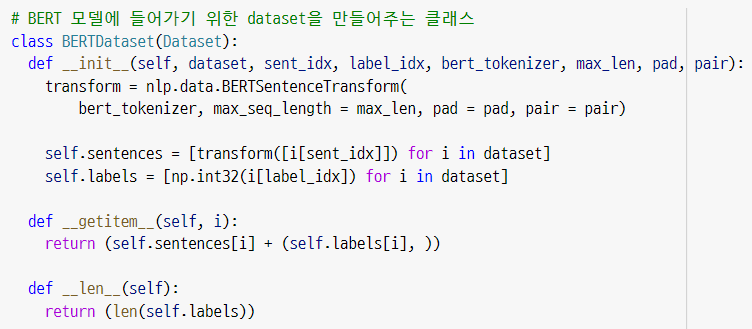 # BERT 모델에 들어가기 위한 dataset을 만들어주는 클래스
class BERTDataset(Dataset):
  def __init__(self, dataset, sent_idx, label_idx, bert_tokenizer, max_len, pad, pair):
    transform = nlp.data.BERTSentenceTransform(
        bert_tokenizer, max_seq_length = max_len, pad = pad, pair = pair)

    self.sentences = [transform([i[sent_idx]]) for i in dataset]
    self.labels = [np.int32(i[label_idx]) for i in dataset]

  def __getitem__(self, i):
    return (self.sentences[i] + (self.labels[i], ))

  def __len__(self):
    return (len(self.labels))